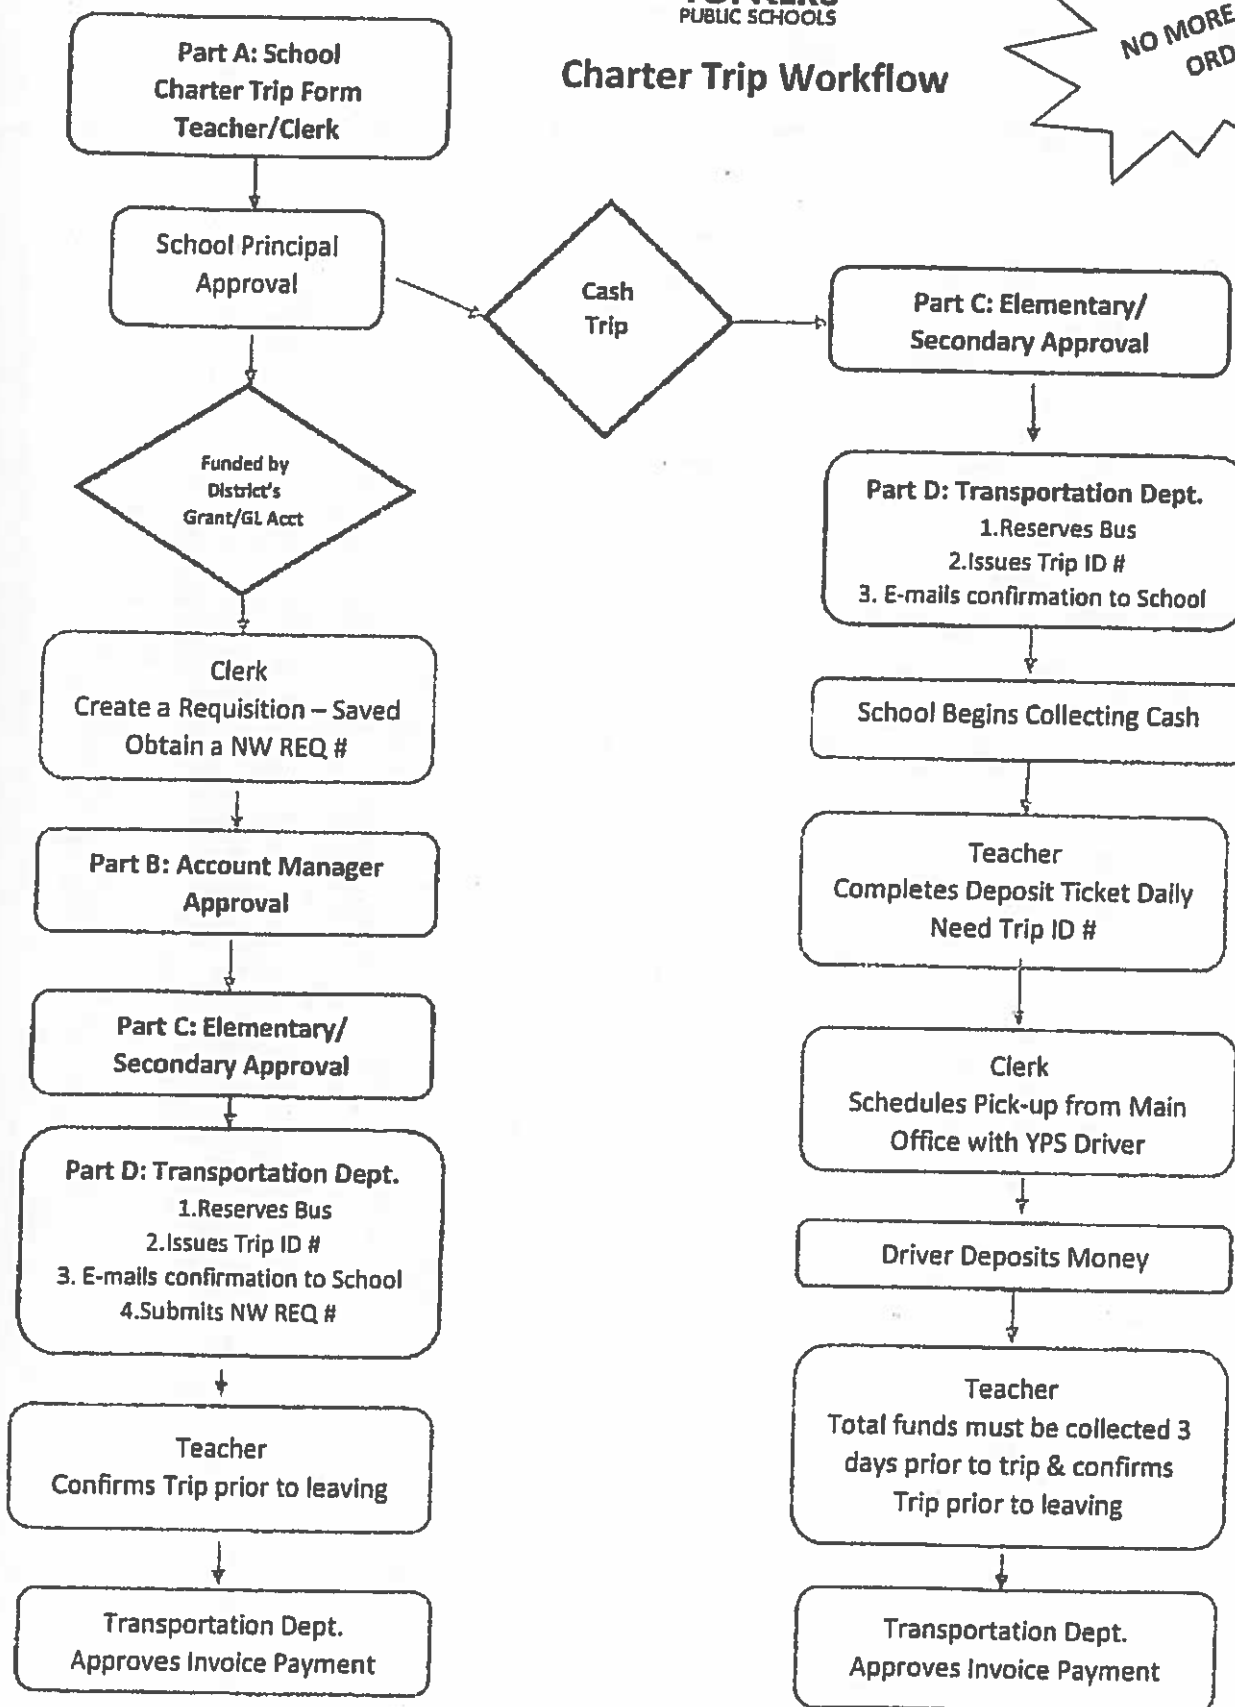 PUBLIC SCHOOLS
Charter Trip Workflow
NO MORE
Part A: School
Charter Trip Form
Teacher/Clerk
School Principal
Approval
Cash
Trip
Funded by
District's
Grant/GL Acct
Clerk
Create a Requisition – Saved
Obtain a NW REQ #
Part B: Account Manager
Approval
Part C: Elementary/
Secondary Approval
Part D: Transportation Dept.
1.Reserves Bus
2.Issues Trip ID #
3. E-mails confirmation to School
4.Submits NW REQ #
Teacher
Confirms Trip prior to leaving
Transportation Dept.
Approves Invoice Payment
Part C: Elementary/
Secondary Approval
Part D: Transportation Dept.
1.Reserves Bus
2.Issues Trip ID #
3. E-mails confirmation to School
School Begins Collecting Cash
Teacher
Completes Deposit Ticket Daily
Need Trip ID #
Clerk
Schedules Pick-up from Main
Office with YPS Driver
Driver Deposits Money
Teacher
Total funds must be collected 3
days prior to trip & confirms
Trip prior to leaving
Transportation Dept.
Approves Invoice Payment